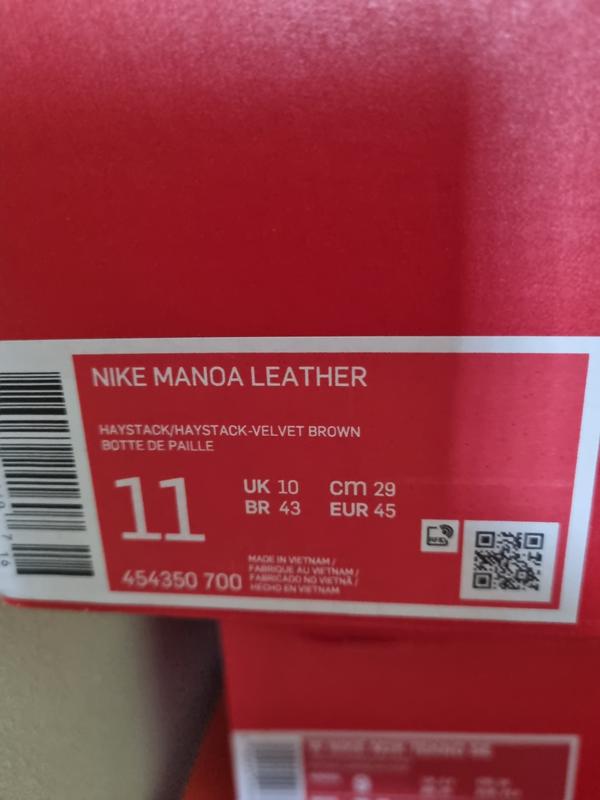 NIKE MANOA LEATHER
HAYSTACK/HAYSTACK-VELVET BROWN
BOTTE DE PAILLE
11
UK 10 cm 29
BR 43 EUR 45
454350 700
MADE IN VIETNAM /
FABRIQUE AU VIETNAM /
FABRICADO NO VIETNÃ /
HECHO EN VIETNAM